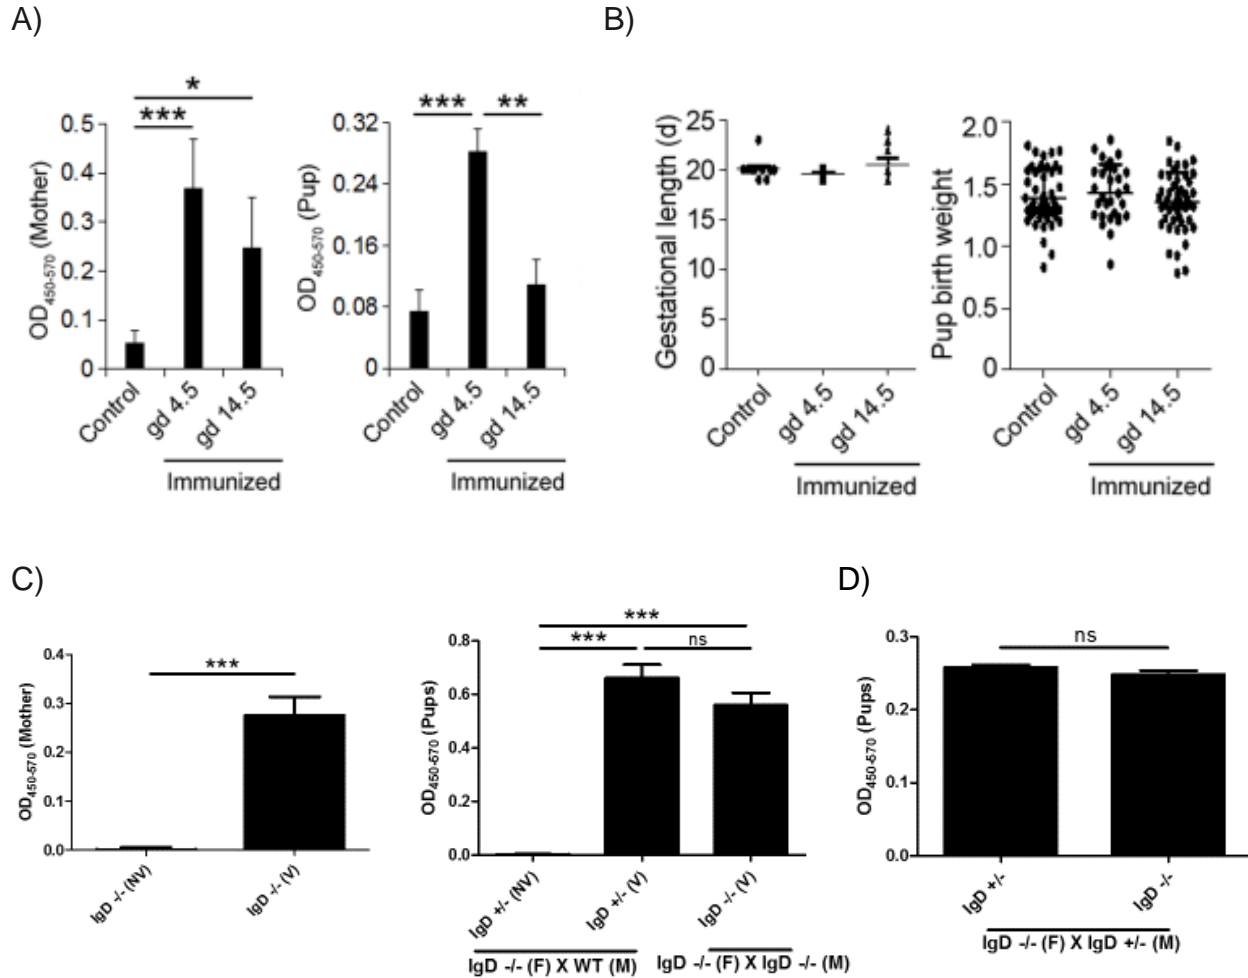 A)
B)
*
***
0.5
0.4
0.3
0.2
0.1
0
OD450-570 (Mother)
Control
gd 4.5
gd 14.5
Immunized
***
**
0.32
0.24
0.16
0.08
0
OD450-570 (Pup)
Control
gd 4.5
gd 14.5
Immunized
25
20
15
10
5
0
Gestational length (d)
Control
gd 4.5
gd 14.5
Immunized
2.0
1.5
1.0
0.5
0
Pup birth weight
Control
gd 4.5
gd 14.5
Immunized
C)
D)
***
0.4
0.3
0.2
0.1
0.0
OD450-570 (Mother)
IgD -/- (NV)
IgD -/- (V)
***
***
ns
0.8
0.6
0.4
0.2
0.0
OD450-570 (Pups)
IgD +/- (NV)
IgD +/- (V)
IgD -/- (V)
IgD -/- (F) X WT (M)
IgD -/- (F) X IgD -/- (M)
ns
0.3
0.2
0.1
0.0
OD450-570 (Pups)
IgD +/-
IgD -/-
IgD -/- (F) X IgD +/- (M)